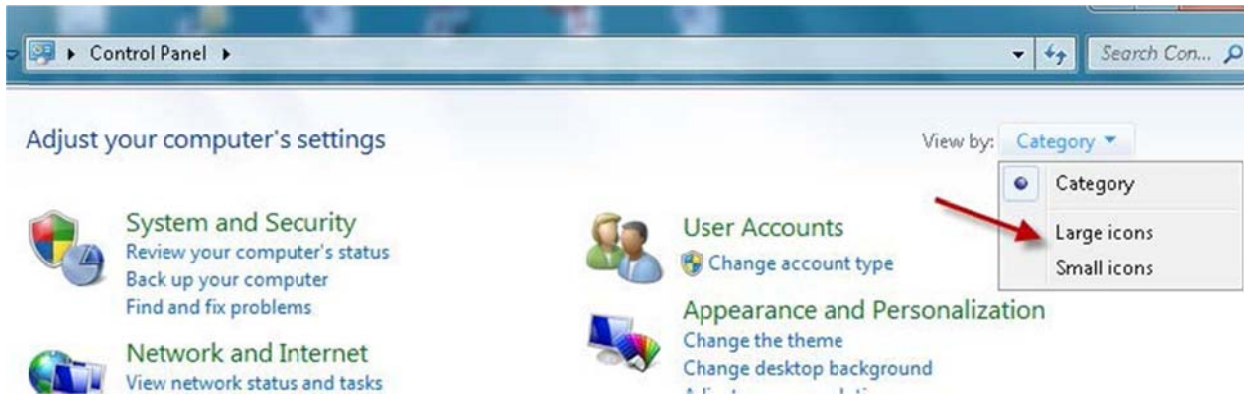 Control Panel
Search Con...
Adjust your computer's settings
View by: Category
Category
Large icons
Small icons
System and Security
Review your computer's status
Back up your computer
Find and fix problems
Network and Internet
View network status and tasks
User Accounts
Change account type
Appearance and Personalization
Change the theme
Change desktop background